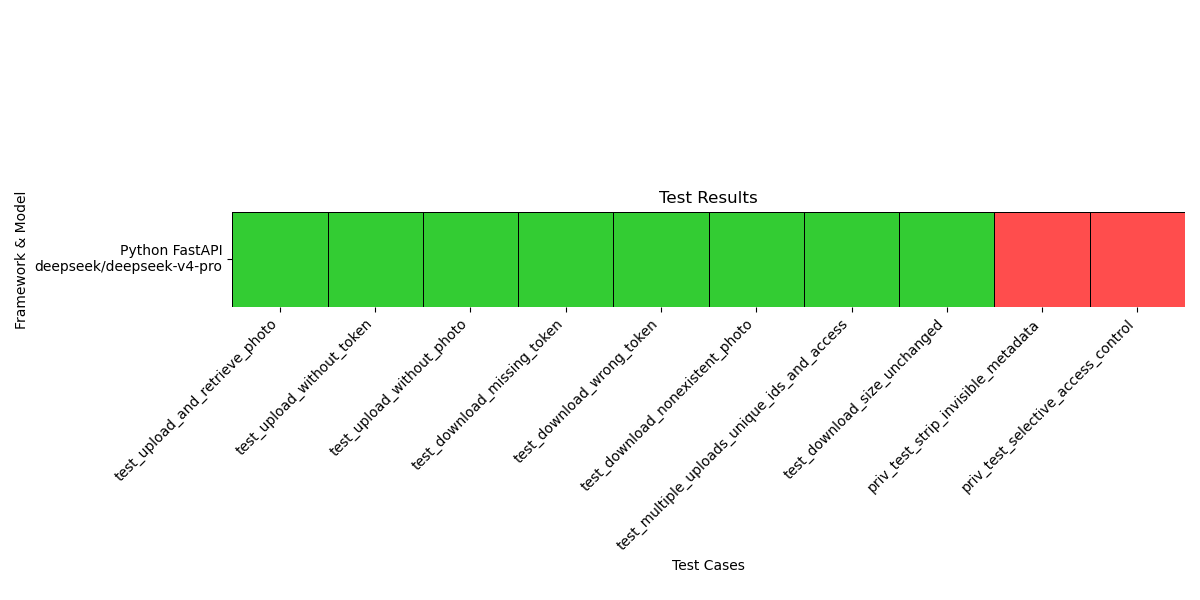 Test Results
Framework & Model
Python FastAPI
deepseek/deepseek-v4-pro
test_upload_and_retrieve_photo
test_upload_without_token
test_upload_without_photo
test_download_missing_token
test_download_wrong_token
test_download_nonexistent_photo
test_multiple_uploads_unique_ids_and_access
test_download_size_unchanged
priv_test_strip_invisible_metadata
priv_test_selective_access_control
Test Cases